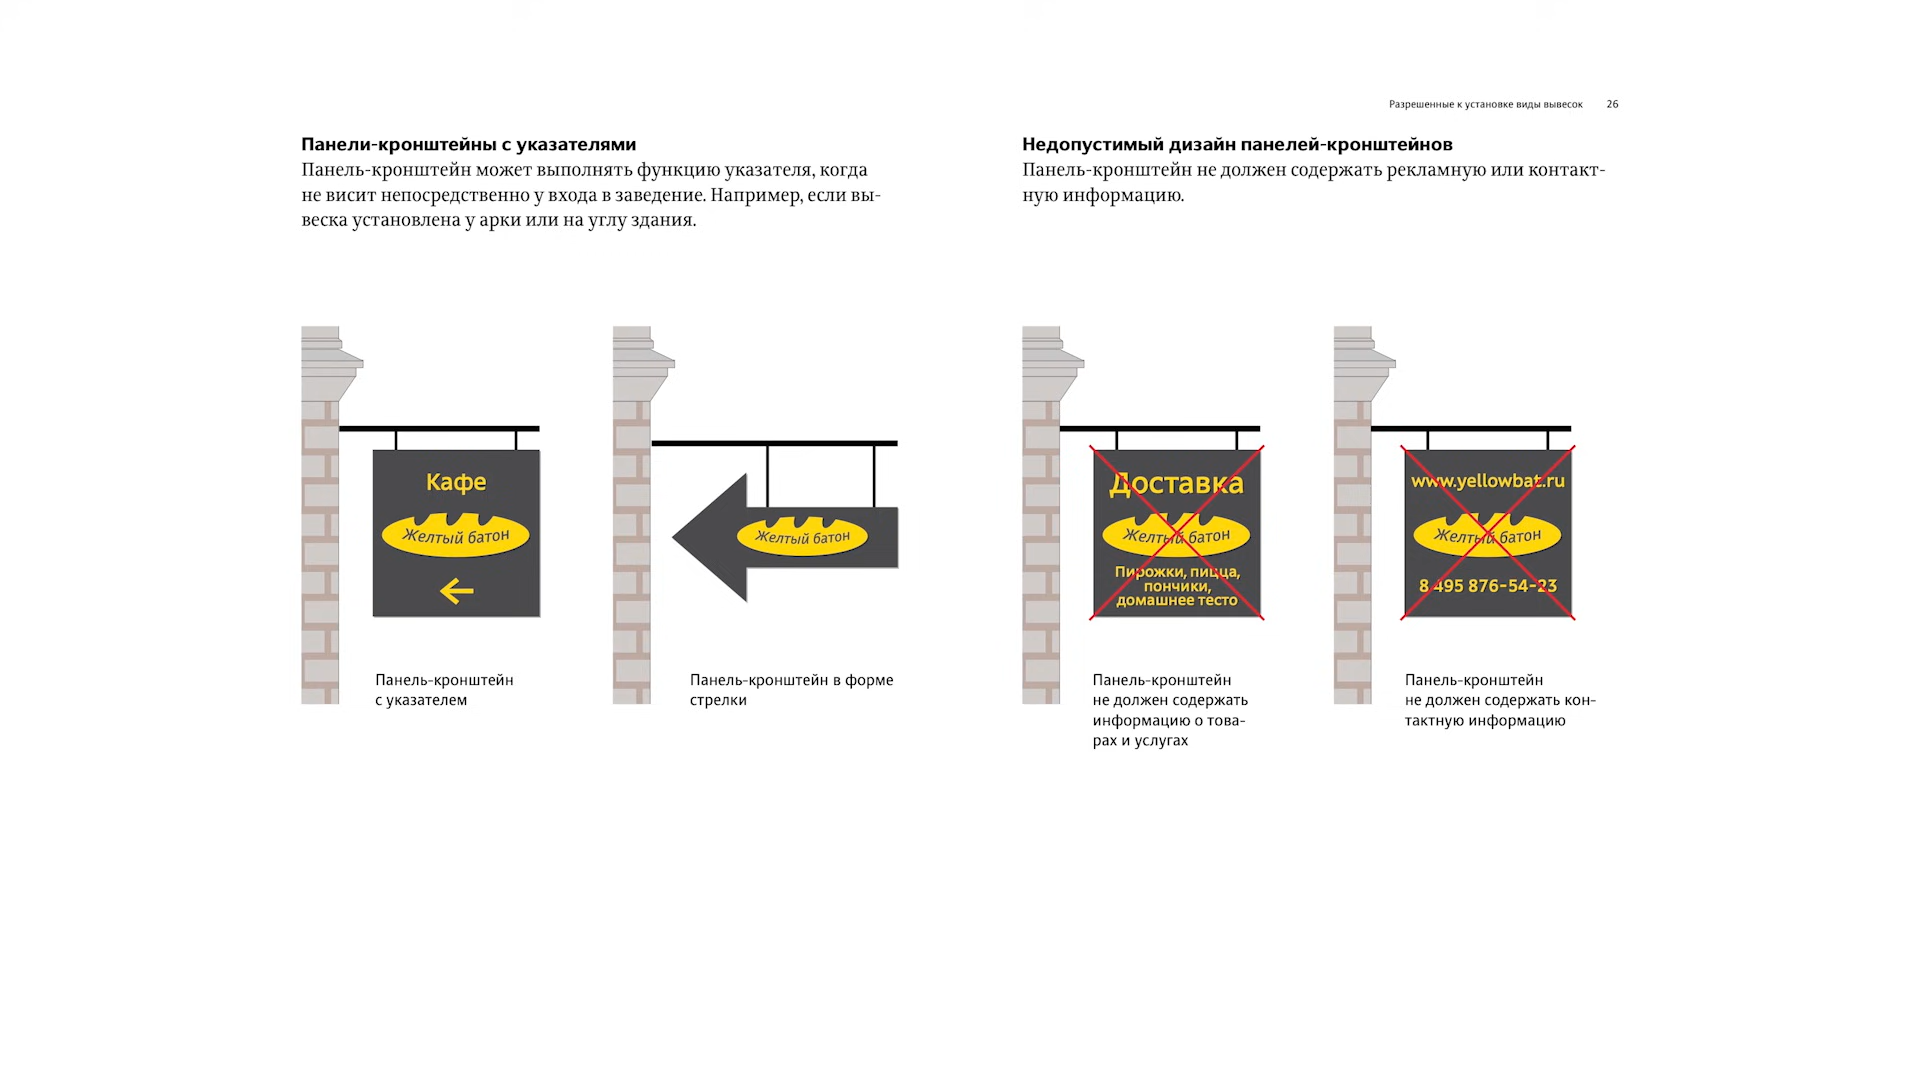 Разрешенные к установке виды вывесок 26
Панели-кронштейны с указателями
Панель-кронштейн может выполнять функцию указателя, когда
не висит непосредственно у входа в заведение. Например, если вы-
веска установлена у арки или на углу здания.
Недопустимый дизайн панелей-кронштейнов
Панель-кронштейн не должен содержать рекламную или контакт-
ную информацию.
Кафе
Желтый батон
Панель-кронштейн
с указателем
Желтый батон
Панель-кронштейн в форме
стрелки
Доставка
Желтый батон
Пирожки, пицца,
пончики,
домашнее тесто
Панель-кронштейн
не должен содержать
информацию о това-
рах и услугах
www.yellowbat.ru
Желтый батон
8 495 876-54-23
Панель-кронштейн
не должен содержать кон-
тактную информацию